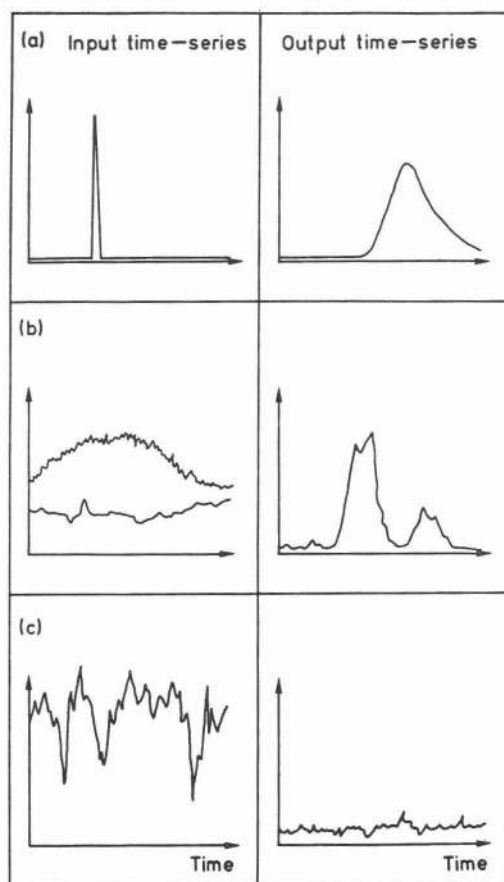 (a) Input time—series
Output time—series
(b)
(c)
Time
Time